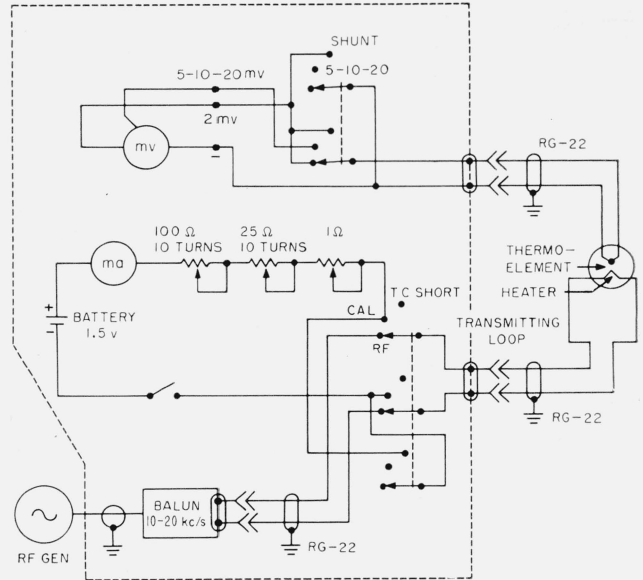 SHUNT
5-10-20 mv
5-10-20
2 mv
mv
–
RG-22
100 Ω
10 TURNS
25 Ω
10 TURNS
1 Ω
ma
THERMO-
ELEMENT
HEATER
+
BATTERY
1.5 v
–
TC SHORT
CAL
RF
TRANSMITTING
LOOP
RG-22
BALUN
10-20 kc/s
RF GEN
RG-22